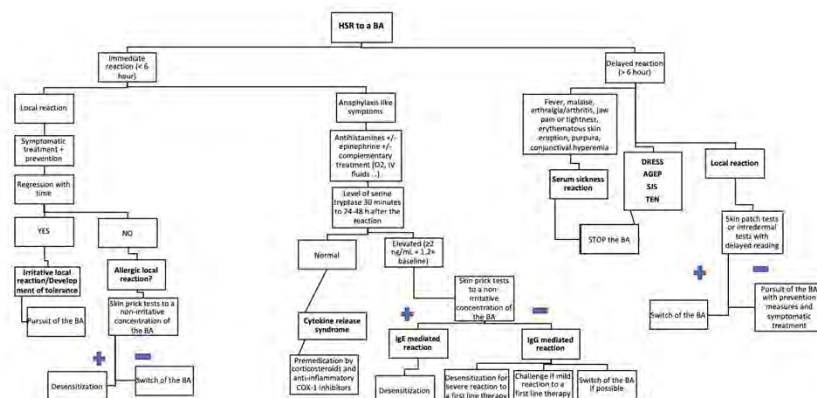 HSR to a BA
Immediate
reaction (< 6
hour)
Delayed reaction
(> 6 hour)
Local reaction
Symptomatic
treatment +
prevention
Regression with
time
YES
NO
Irritative local
reaction/Develop
ment of tolerance
Pursuit of the BA
Allergic local
reaction?
Skin prick tests to a
non-irritative
concentration of
the BA
+
−
Desensitization
Switch of the BA
Anaphylaxis like
symptoms
Antihistamines +/-
epinephrine +/-
complementary
treatment (O2, IV
fluids ...)
Level of serine
tryptase 30 minutes
to 24-48 h after the
reaction
Normal
Cytokine release
syndrome
Premedication by
corticosteroids and
anti-inflammatory
COX-1 inhibitors
Elevated (≥2
ng/mL + 1,2×
baseline)
Skin prick tests
to a non-
irritative
concentration of
the BA
+
−
IgE mediated
reaction
Desensitization
IgG mediated
reaction
Desensitization for
severe reaction to
a first line therapy
Challenge if mild
reaction to a
first line therapy
Switch of the BA
if possible
Fever, malaise,
arthralgia/arthritis, jaw
pain or tightness,
erythematous skin
eruption, purpura,
conjunctival hyperemia
Serum sickness
reaction
DRESS
AGEP
SJS
TEN
STOP the BA
Local reaction
Skin patch tests
or intradermal
tests with
delayed reading
+
−
Switch of the BA
Pursuit of the BA
with prevention
measures and
symptomatic
treatment